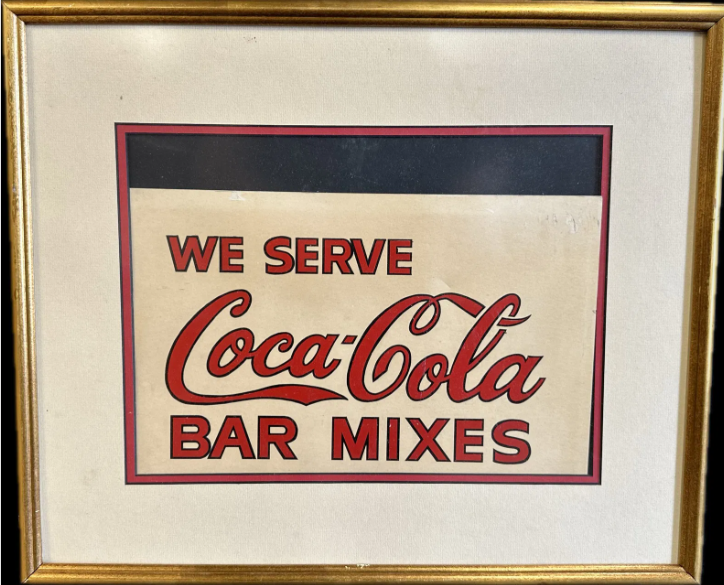 WE SERVE
Coca-Cola
BAR MIXES